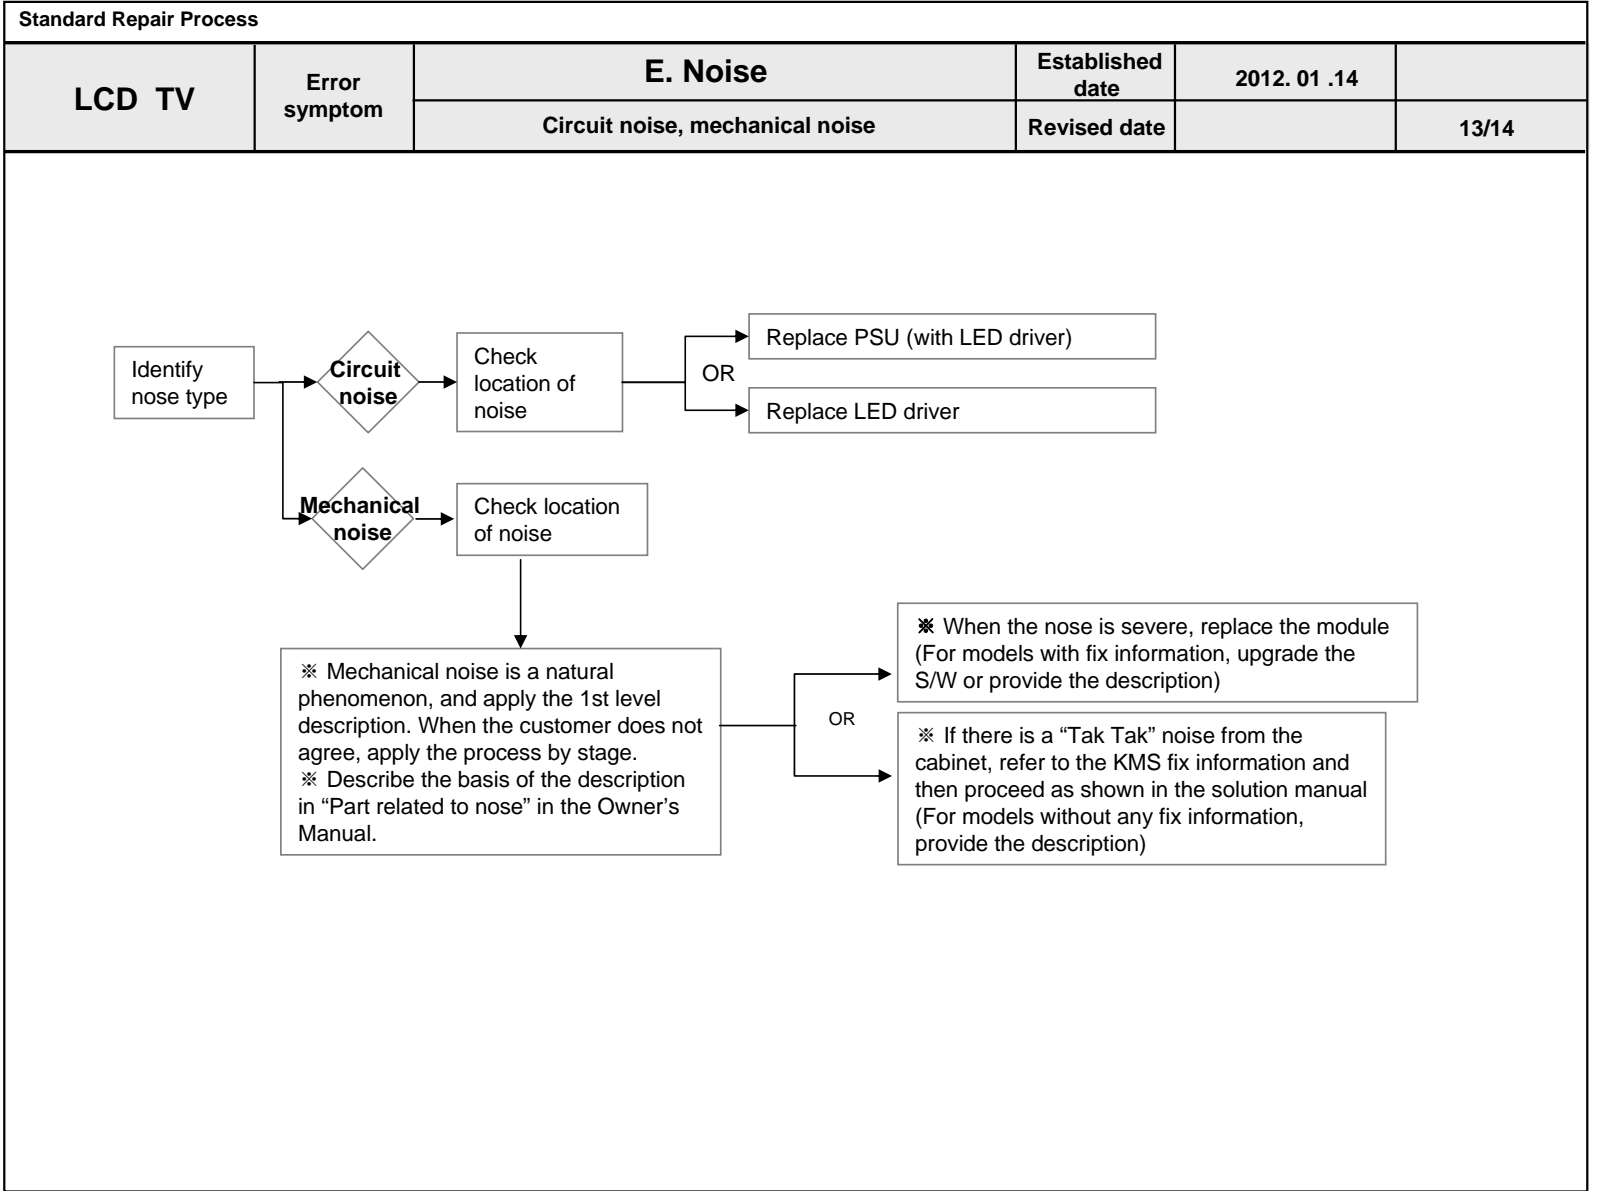 Standard Repair Process
LCD TV
Error
symptom
E. Noise
Established
date
2012. 01 .14
Circuit noise, mechanical noise
Revised date
13/14
Identify
nose type
Circuit
noise
Check
location of
noise
Replace PSU (with LED driver)
OR
Replace LED driver
Mechanical
noise
Check location
of noise
※ Mechanical noise is a natural
phenomenon, and apply the 1st level
description. When the customer does not
agree, apply the process by stage.
※ Describe the basis of the description
in “Part related to nose” in the Owner’s
Manual.
OR
※ When the nose is severe, replace the module
(For models with fix information, upgrade the
S/W or provide the description)
※ If there is a “Tak Tak” noise from the
cabinet, refer to the KMS fix information and
then proceed as shown in the solution manual
(For models without any fix information,
provide the description)